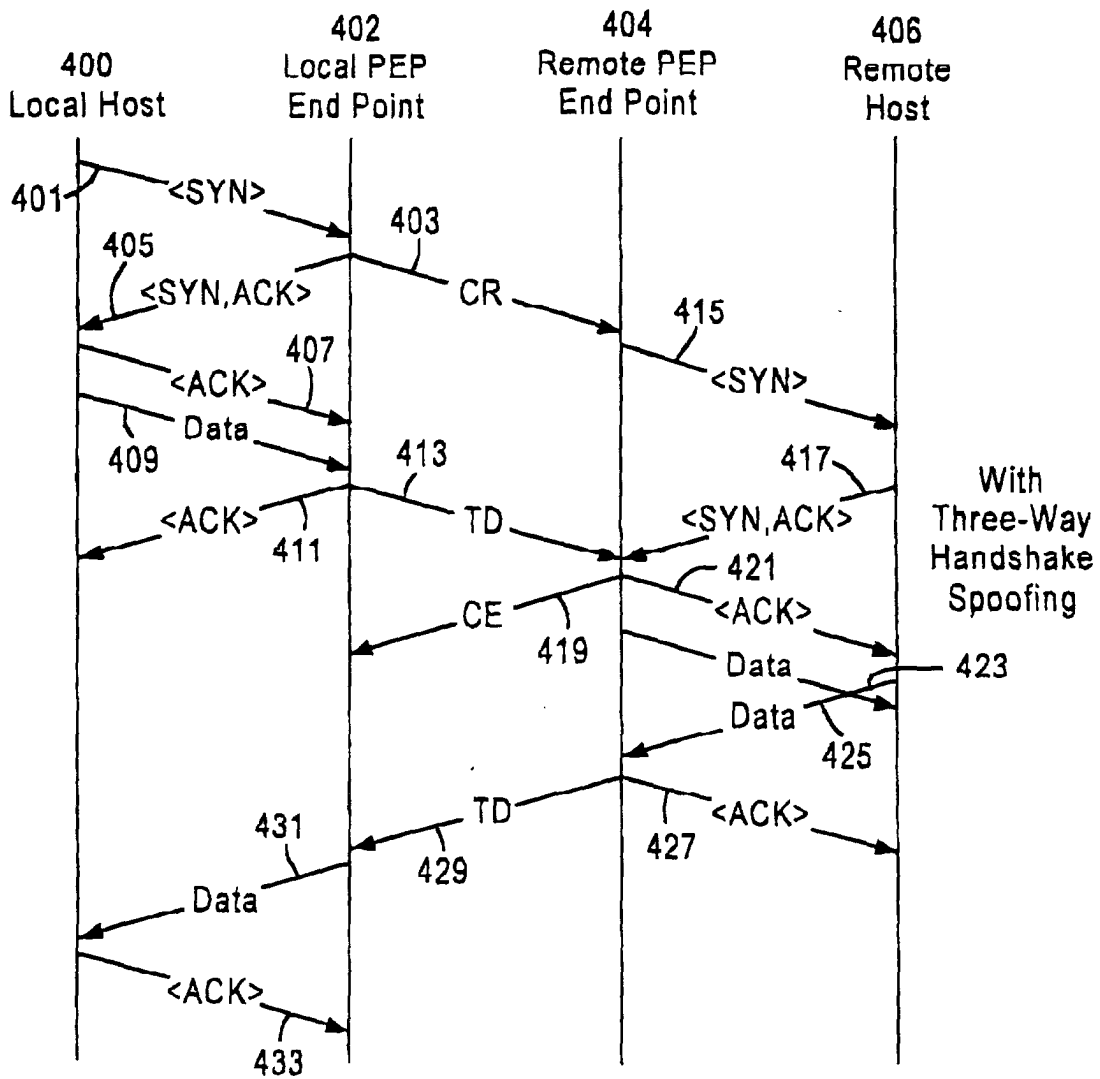 400
Local Host
402
Local PEP
End Point
404
Remote PEP
End Point
406
Remote
Host
401
<SYN>
403
405
<SYN,ACK>
CR
415
407
<ACK>
<SYN>
Data
409
413
417
<ACK>
411
TD
<SYN,ACK>
With
Three-Way
Handshake
Spoofing
421
CE
419
<ACK>
Data
423
Data
425
431
TD
429
<ACK>
427
Data
<ACK>
433